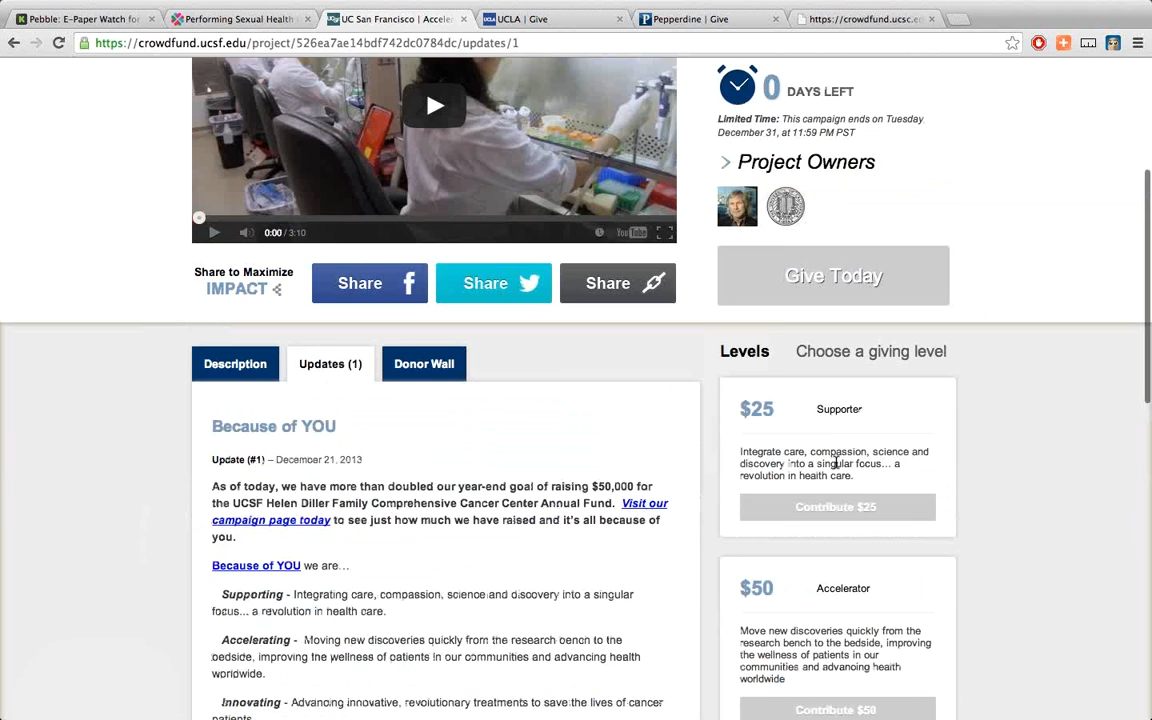 Pebble: E-Paper Watch for
Performing Sexual Health
UC San Francisco | Acceler
UCLA | Give
Pepperdine | Give
https://crowdfund.ucsc.e
https://crowdfund.ucsf.edu/project/526ea7ae14bdf742dc0784dc/updates/1
0 DAYS LEFT
Limited Time: This campaign ends on Tuesday
December 31, at 11:59 PM PST
Project Owners
0:00 / 3:10
YouTube
Give Today
Share to Maximize
IMPACT
Share
Share
Share
Description
Updates (1)
Donor Wall
Because of YOU
Update (#1) – December 21, 2013
As of today, we have more than doubled our year-end goal of raising $50,000 for
the UCSF Helen Diller Family Comprehensive Cancer Center Annual Fund. Visit our
campaign page today to see just how much we have raised and it's all because of
you.
Because of YOU we are…
Supporting - Integrating care, compassion, science and discovery into a singular
focus... a revolution in health care.
Accelerating - Moving new discoveries quickly from the research bench to the
bedside, improving the wellness of patients in our communities and advancing health
worldwide.
Innovating - Advancing innovative, revolutionary treatments to save the lives of cancer
patients.
Levels
Choose a giving level
$25 Supporter
Integrate care, compassion, science and
discovery into a singular focus... a
revolution in health care.
Contribute $25
$50 Accelerator
Move new discoveries quickly from the
research bench to the bedside, improving
the wellness of patients in our
communities and advancing health
worldwide
Contribute $50